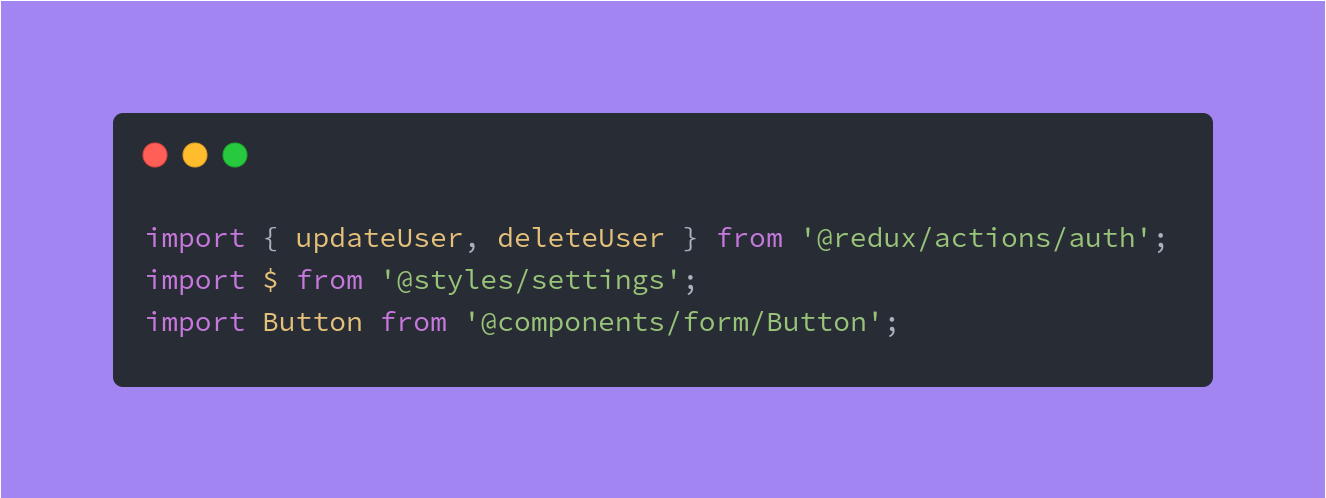 import { updateUser, deleteUser } from '@redux/actions/auth';
import $ from '@styles/settings';
import Button from '@components/form/Button';